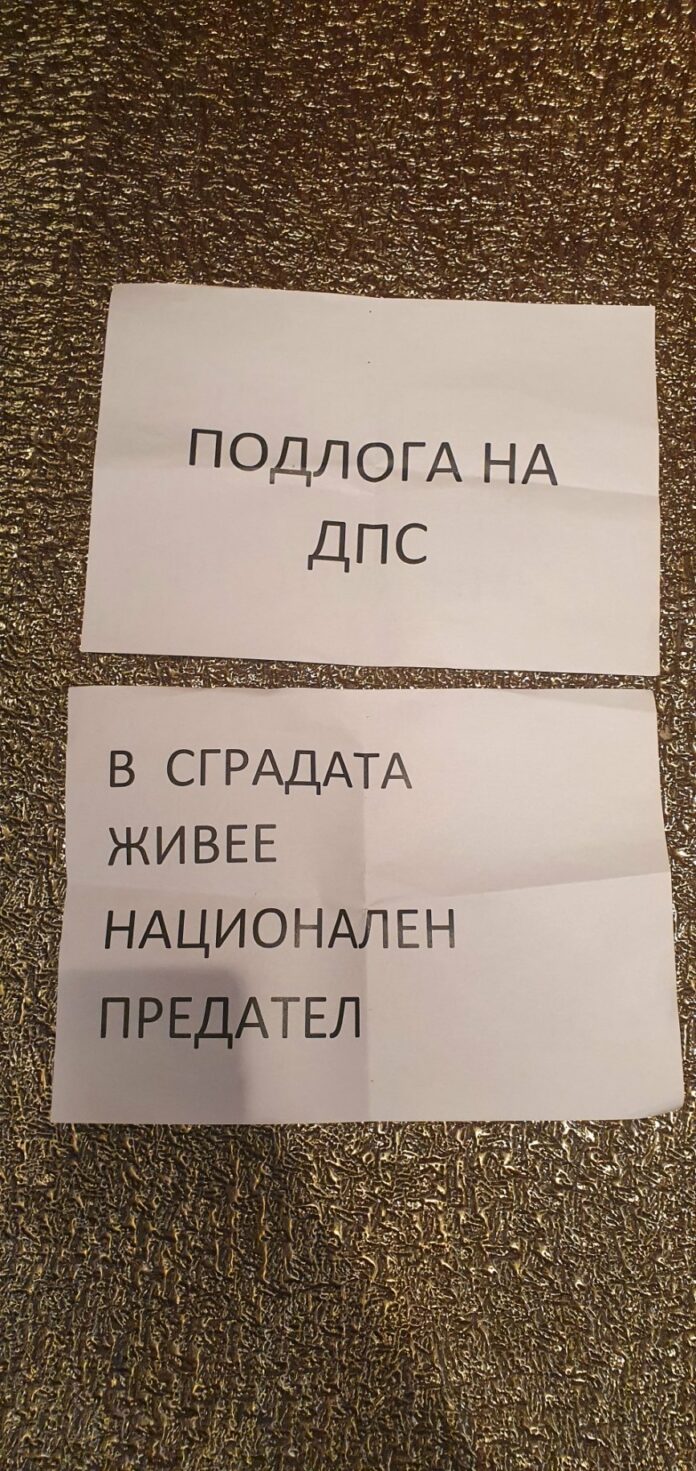 ПОДЛОГА НА
ДПС
В СГРАДАТА
ЖИВЕЕ
НАЦИОНАЛЕН
ПРЕДАТЕЛ